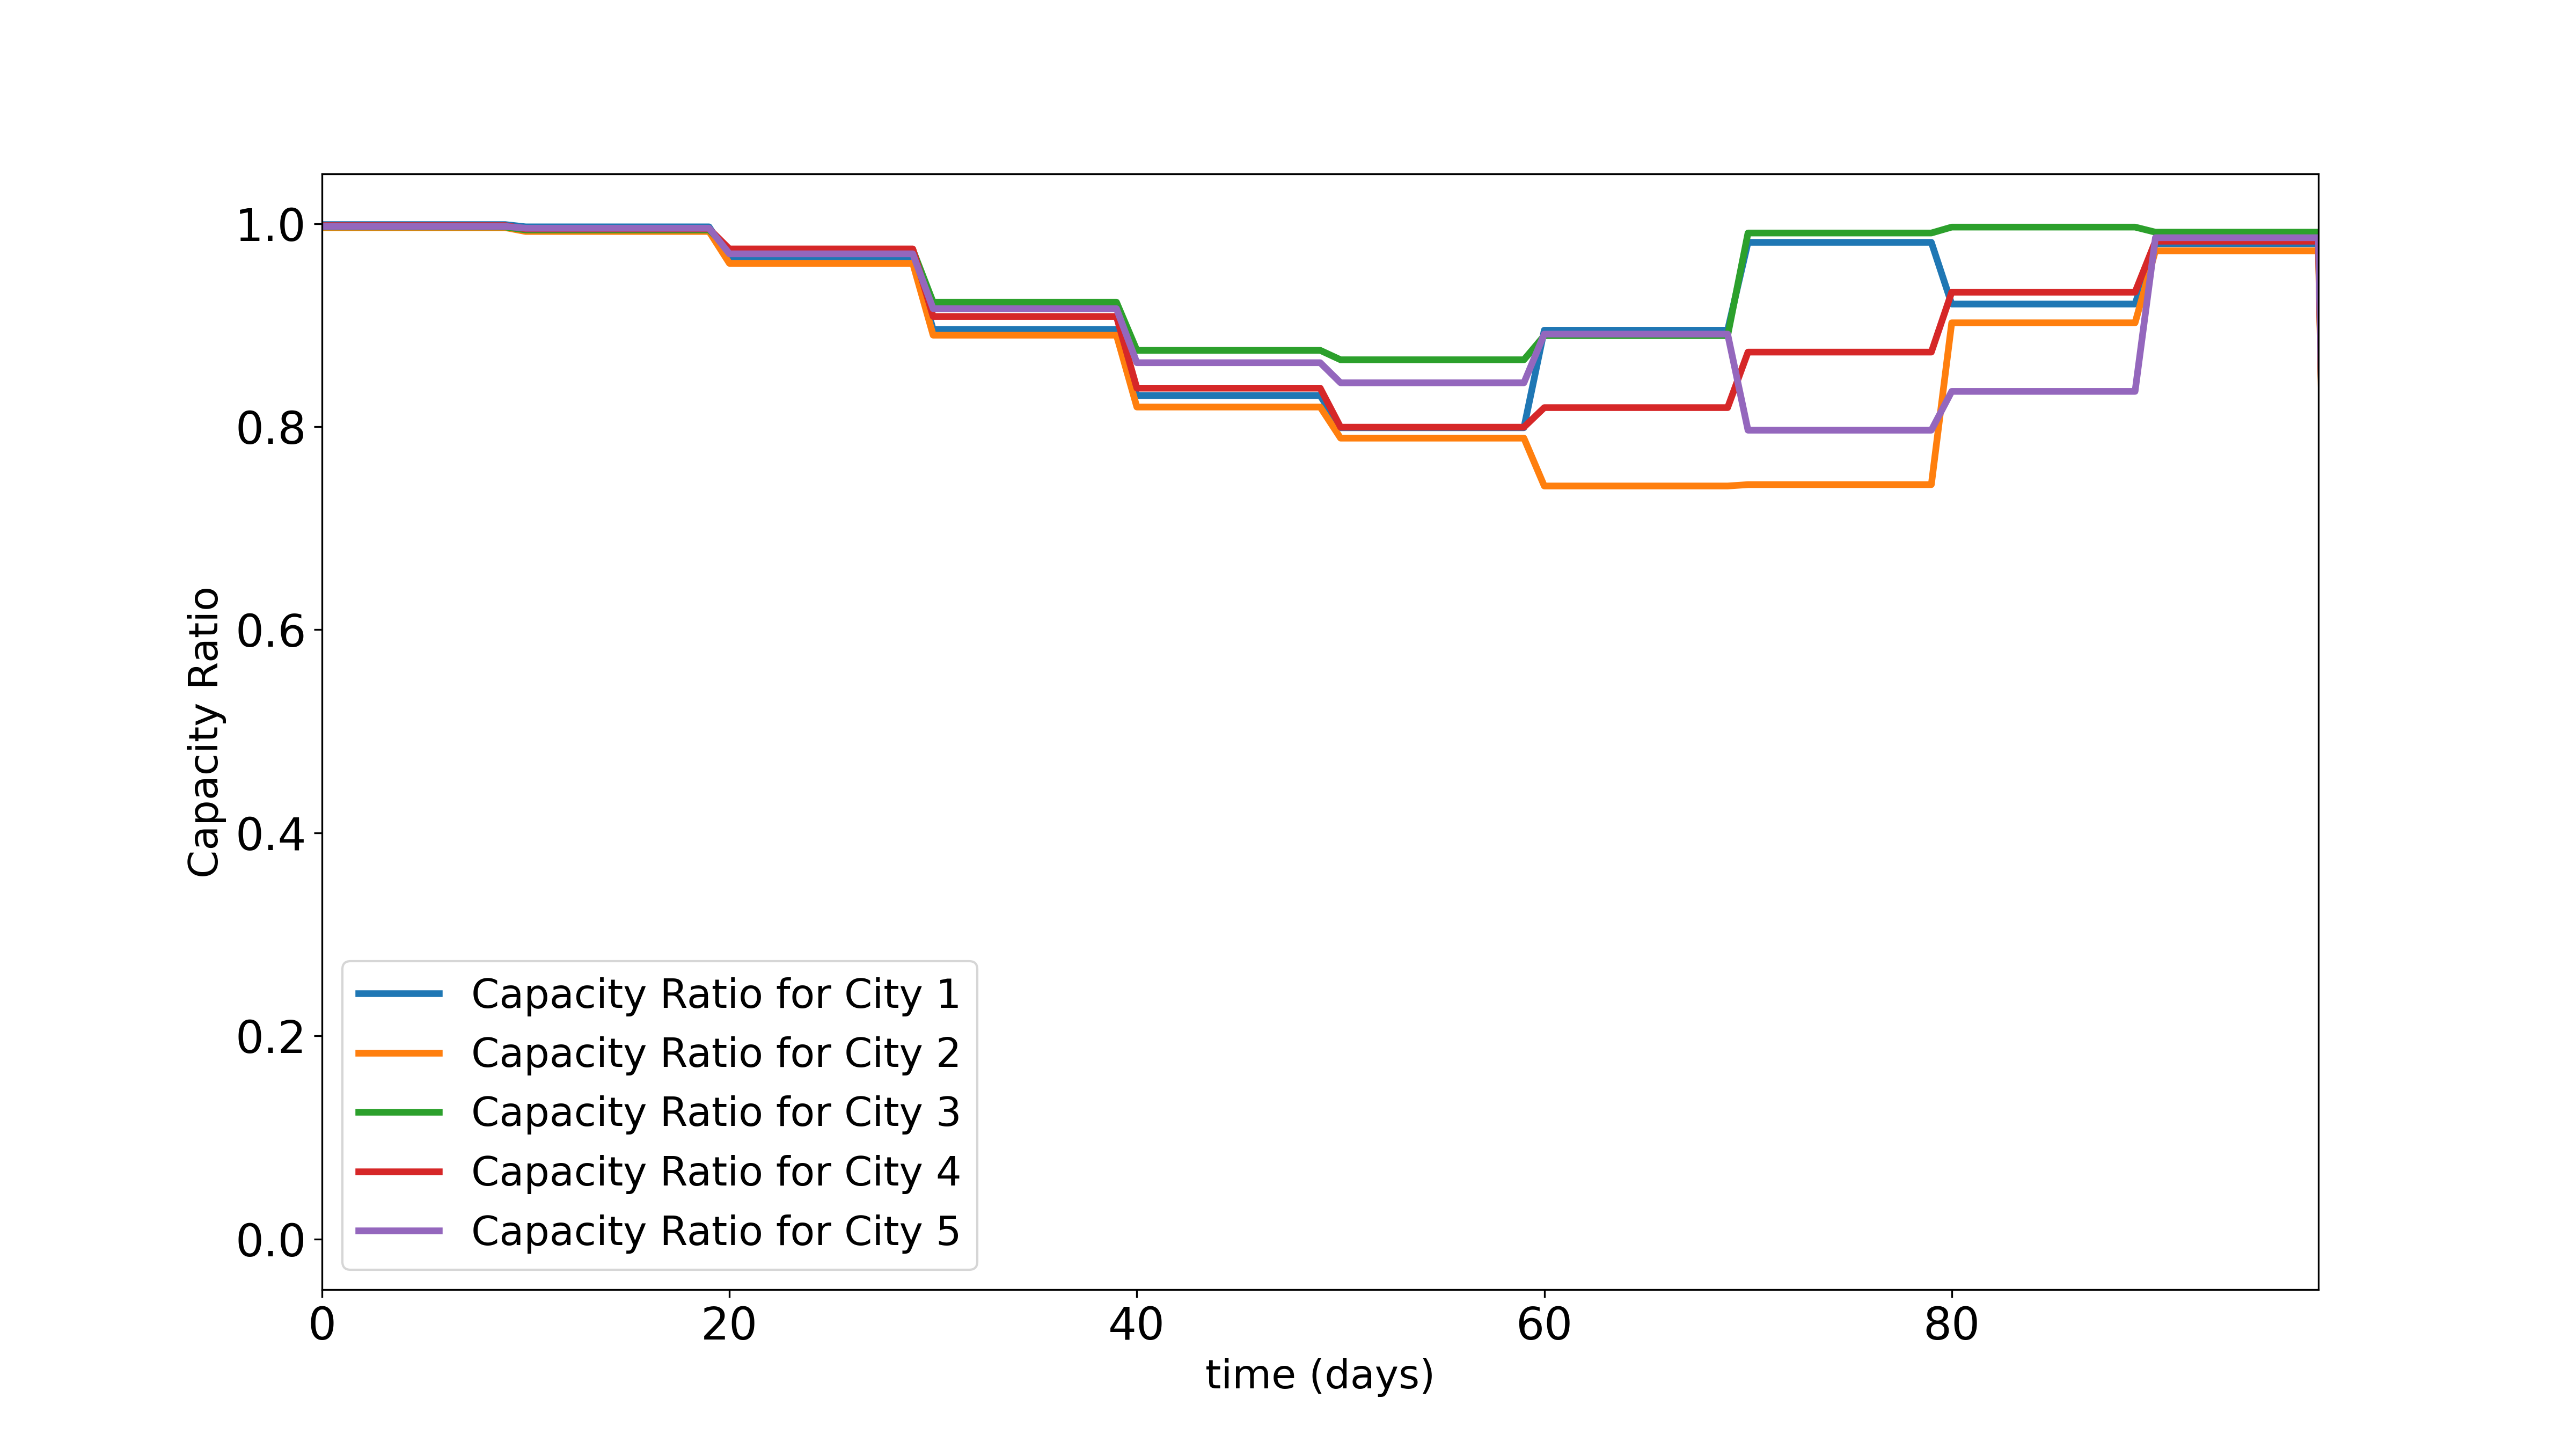 1.0
0.8
0.6
0.4
0.2
0.0
Capacity Ratio
Capacity Ratio for City 1
Capacity Ratio for City 2
Capacity Ratio for City 3
Capacity Ratio for City 4
Capacity Ratio for City 5
0 20 40 60 80
time (days)